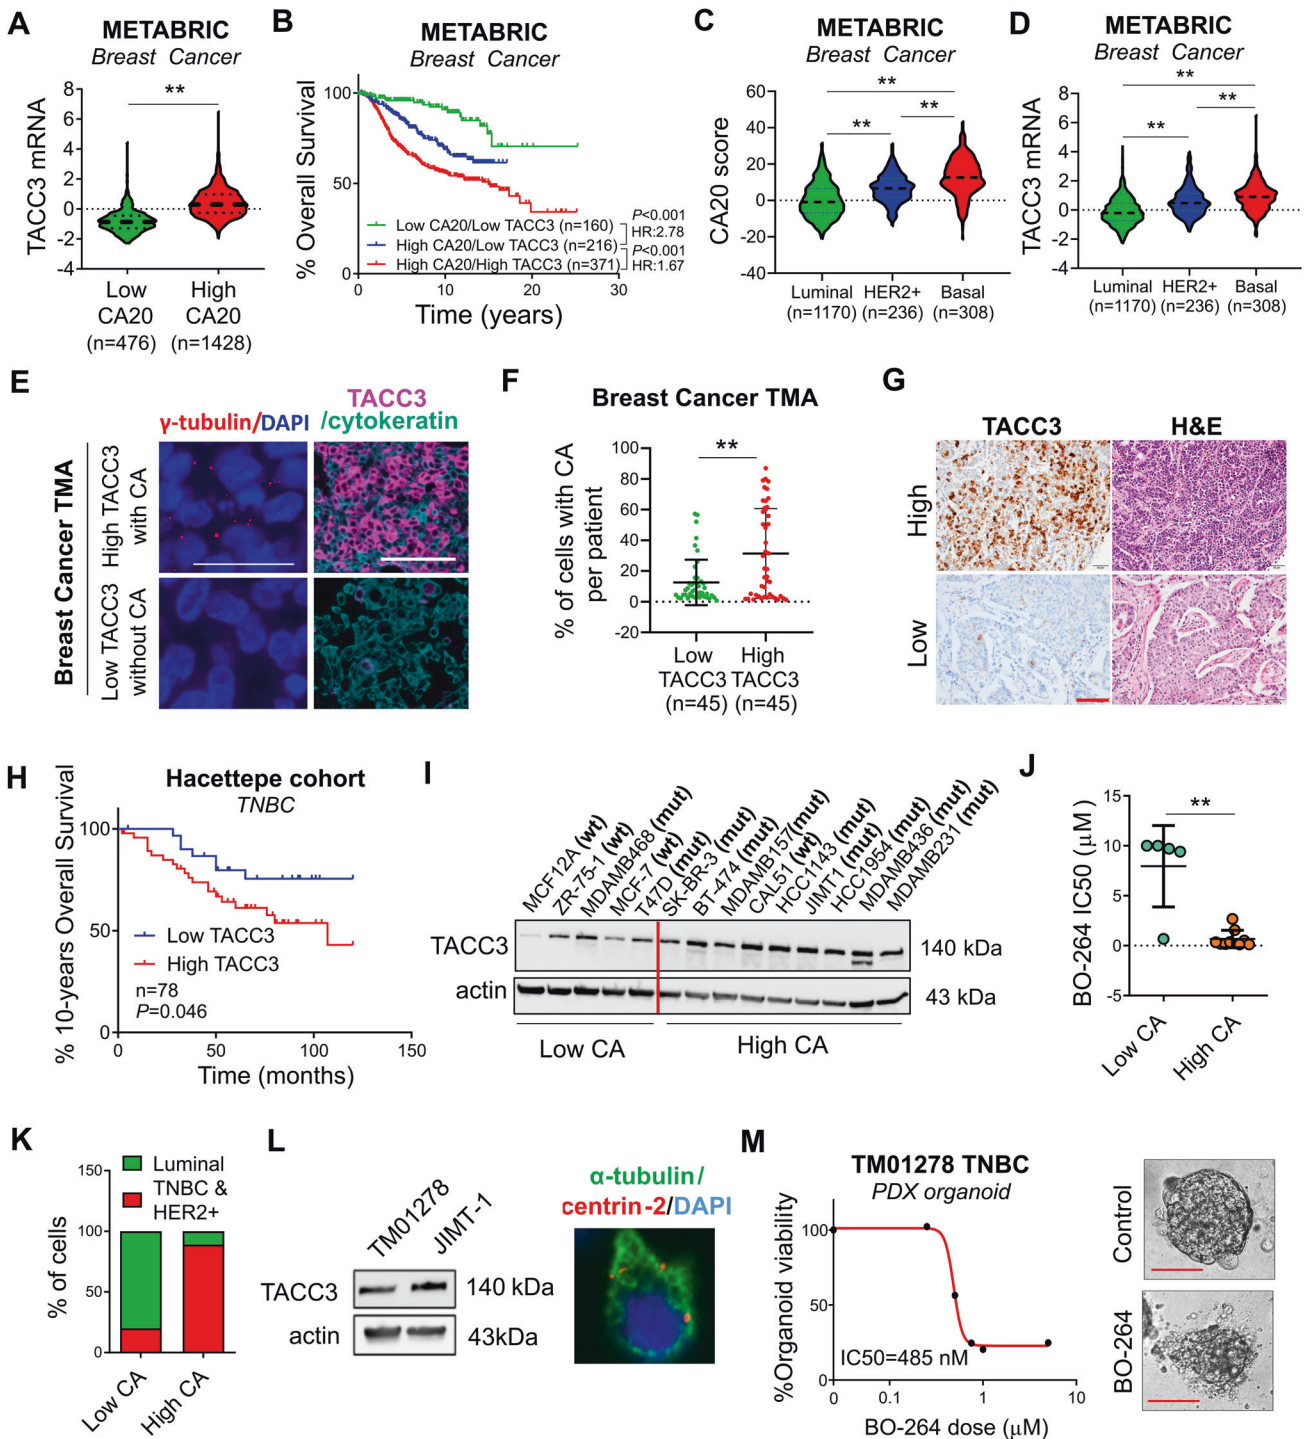 A
METABRIC
Breast Cancer
TACC3 mRNA
**
8
6
4
2
0
-2
-4
Low
CA20
(n=476)
High
CA20
(n=1428)
B
METABRIC
Breast Cancer
% Overall Survival
100
50
0
Low CA20/Low TACC3 (n=160)
High CA20/Low TACC3 (n=216)
High CA20/High TACC3 (n=371)
P<0.001
HR:2.78
P<0.001
HR:1.67
0 10 20 30
Time (years)
C
METABRIC
Breast Cancer
CA20 score
**
**
**
60
40
20
0
-20
-40
Luminal
(n=1170)
HER2+
(n=236)
Basal
(n=308)
D
METABRIC
Breast Cancer
TACC3 mRNA
**
**
**
8
6
4
2
0
-2
-4
Luminal
(n=1170)
HER2+
(n=236)
Basal
(n=308)
E
γ-tubulin/DAPI
TACC3
/cytokeratin
Breast Cancer TMA
High TACC3
with CA
Low TACC3
without CA
F
Breast Cancer TMA
% of cells with CA
per patient
**
100
80
60
40
20
0
-20
Low
TACC3
(n=45)
High
TACC3
(n=45)
G
TACC3
H&E
High
Low
H
Hacettepe cohort
TNBC
% 10-years Overall Survival
100
50
0
Low TACC3
High TACC3
n=78
P=0.046
0 50 100 150
Time (months)
I
MCF12A (wt)
ZR-75-1 (wt)
MDAMB468 (mut)
MCF-7 (wt)
T47D (mut)
SK-BR-3 (mut)
BT-474 (mut)
MDAMB157(mut)
CAL51 (wt)
HCC1143 (mut)
JIMT1 (mut)
HCC1954 (mut)
MDAMB436 (mut)
MDAMB231 (mut)
TACC3
140 kDa
actin
43 kDa
Low CA
High CA
J
BO-264 IC50 (μM )
**
15
10
5
0
-5
Low CA
High CA
K
Luminal
TNBC &
HER2+
% of cells
150
100
50
0
Low CA
High CA
L
TM01278
JIMT-1
TACC3
140 kDa
actin
43kDa
α-tubulin/
centrin-2/DAPI
M
TM01278 TNBC
PDX organoid
%Organoid viability
100
50
0
IC50=485 nM
0 0.1 1 10
BO-264 dose (μM)
Control
BO-264